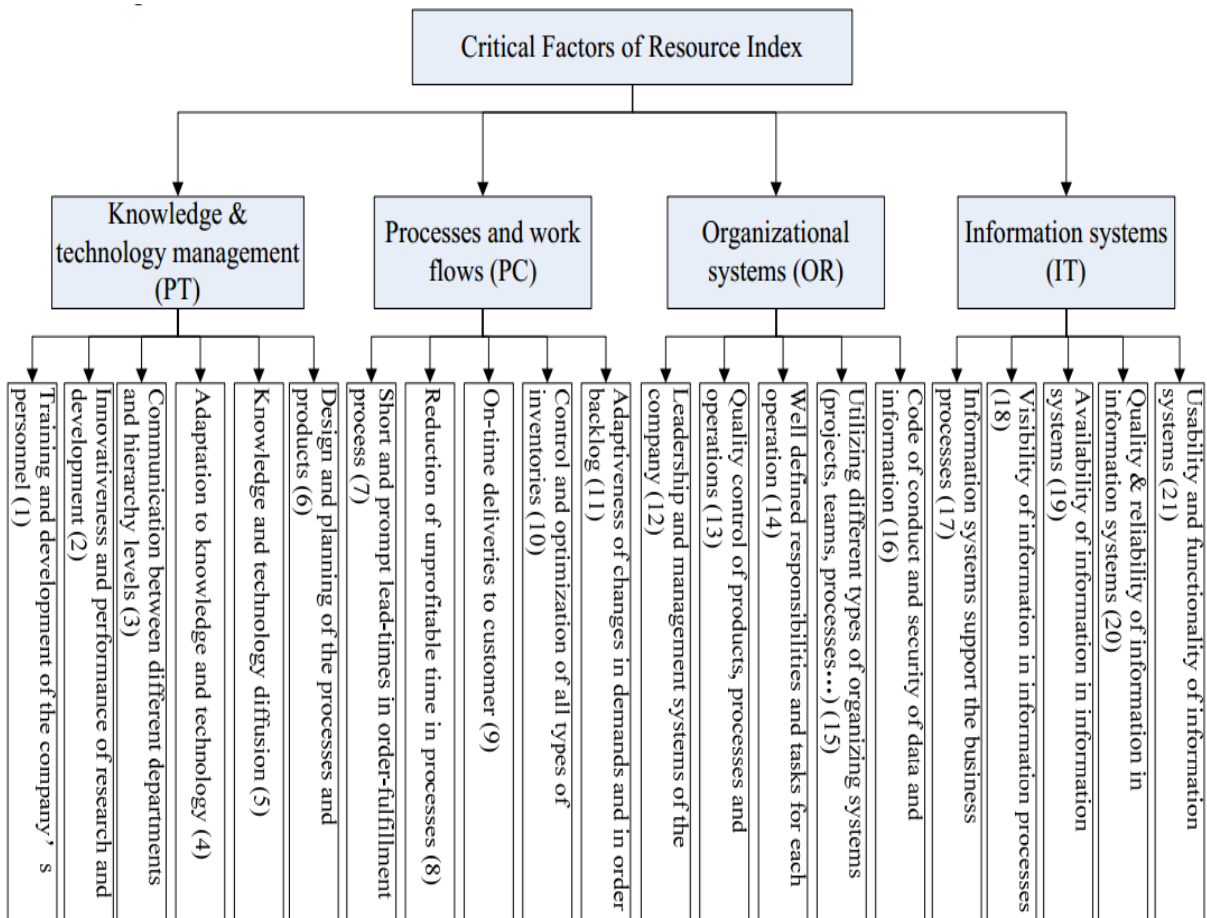 Critical Factors of Resource Index
Knowledge &
technology management
(PT)
Processes and work
flows (PC)
Organizational
systems (OR)
Information systems
(IT)
Training and development of the company’s
personnel (1)
Innovativeness and performance of research and
development (2)
Communication between different departments
and hierarchy levels (3)
Adaptation to knowledge and technology (4)
Knowledge and technology diffusion (5)
Design and planning of the processes and
products (6)
Short and prompt lead-times in order-fulfillment
process (7)
Reduction of unprofitable time in processes (8)
On-time deliveries to customer (9)
Control and optimization of all types of
inventories (10)
Adaptiveness of changes in demands and in order
backlog (11)
Leadership and management systems of the
company (12)
Quality control of products, processes and
operations (13)
Well defined responsibilities and tasks for each
operation (14)
Utilizing different types of organizing systems
(projects, teams, processes...) (15)
Code of conduct and security of data and
information (16)
Information systems support the business
processes (17)
Visibility of information in information processes
(18)
Availability of information in information
systems (19)
Quality & reliability of information in
information systems (20)
Usability and functionality of information
systems (21)